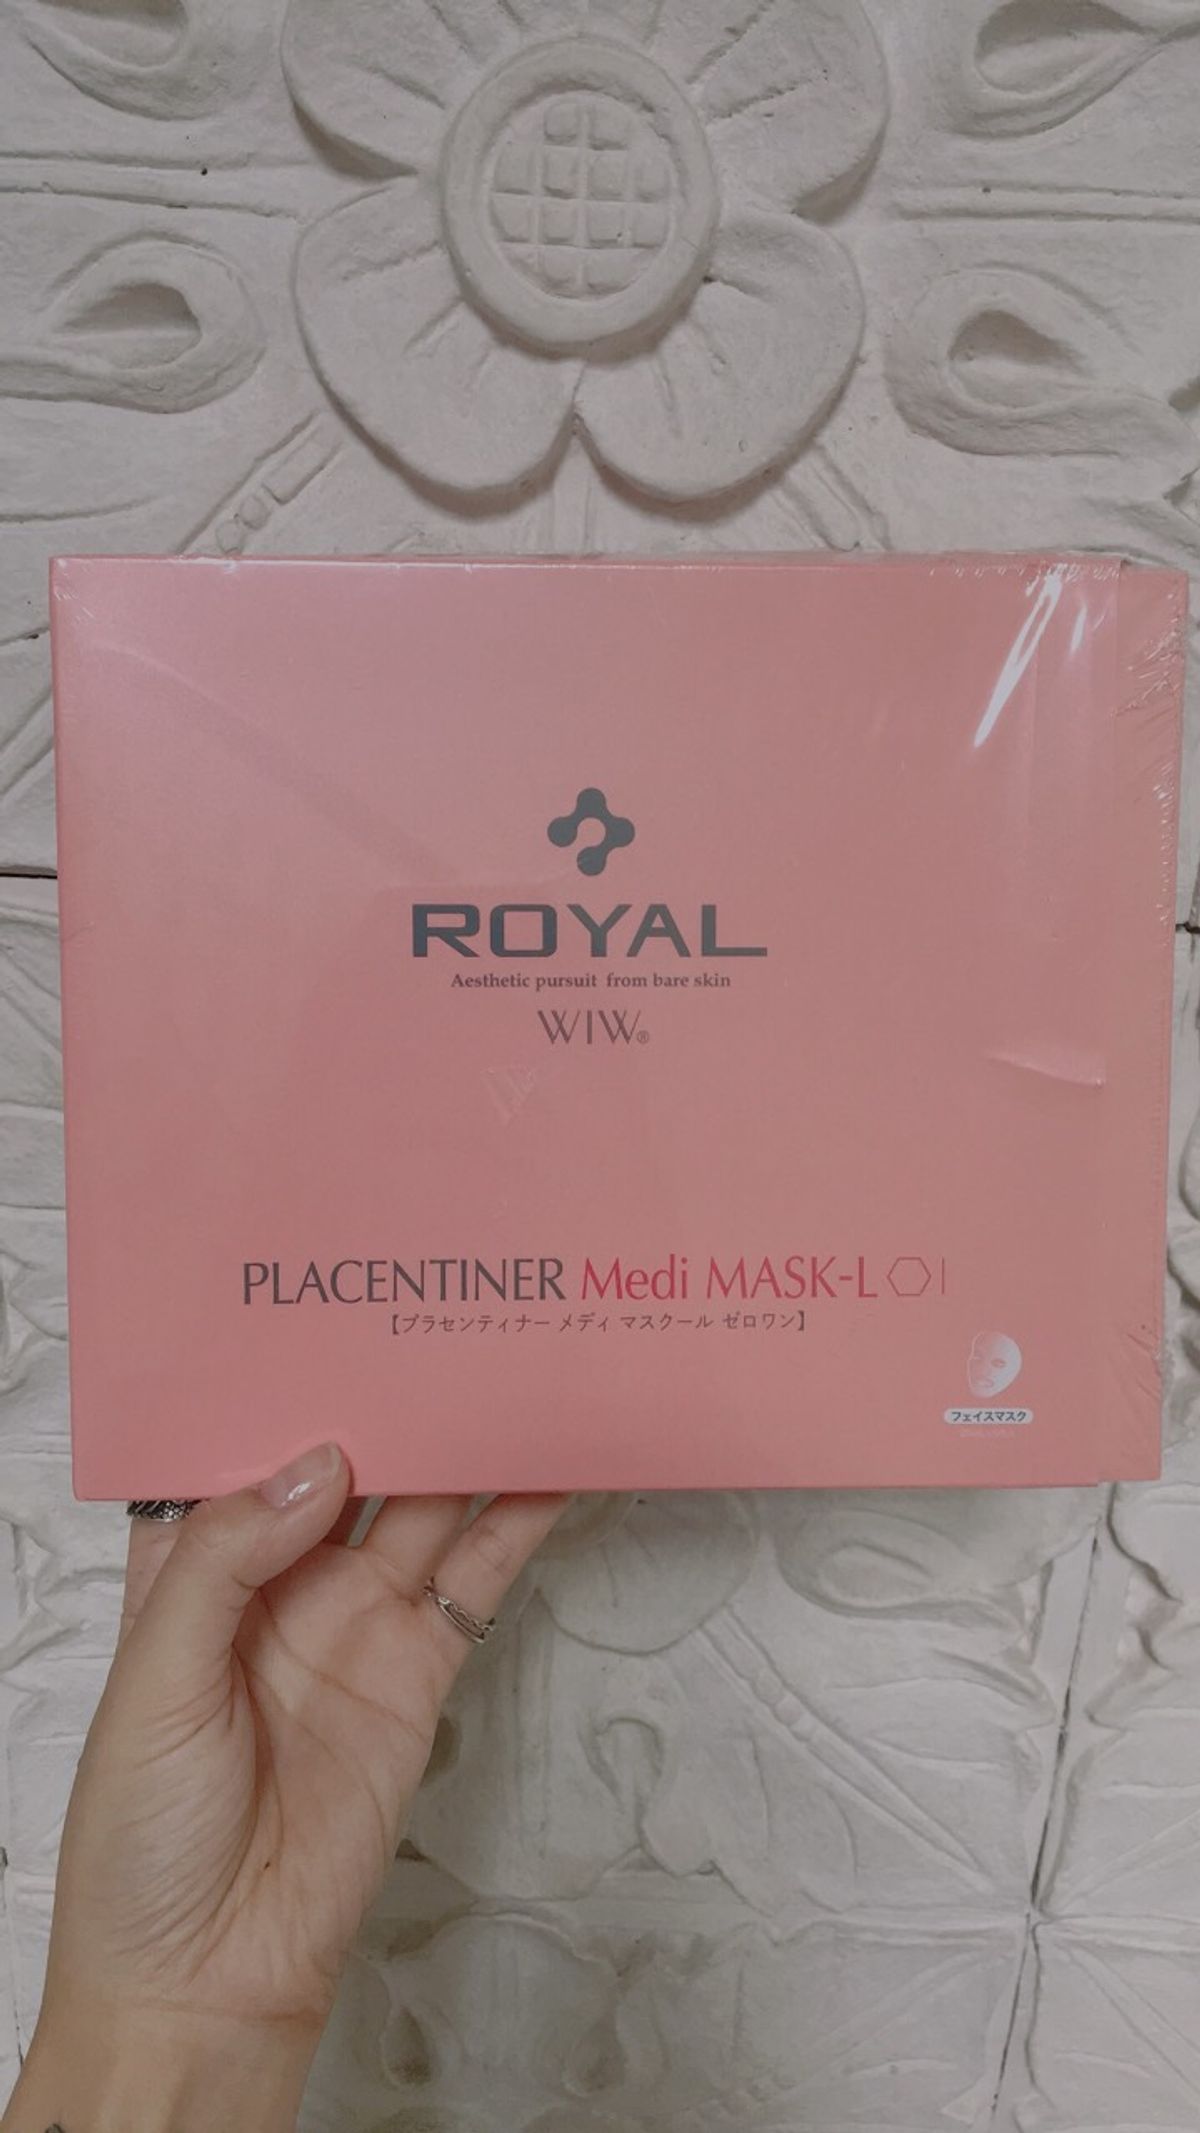 ROYAL
Aesthetic pursuit from bare skin
WIW®
PLACENTINER Medi MASK-L 01
【プラセンティナー メディ マスクール ゼロワン】
フェイスマスク